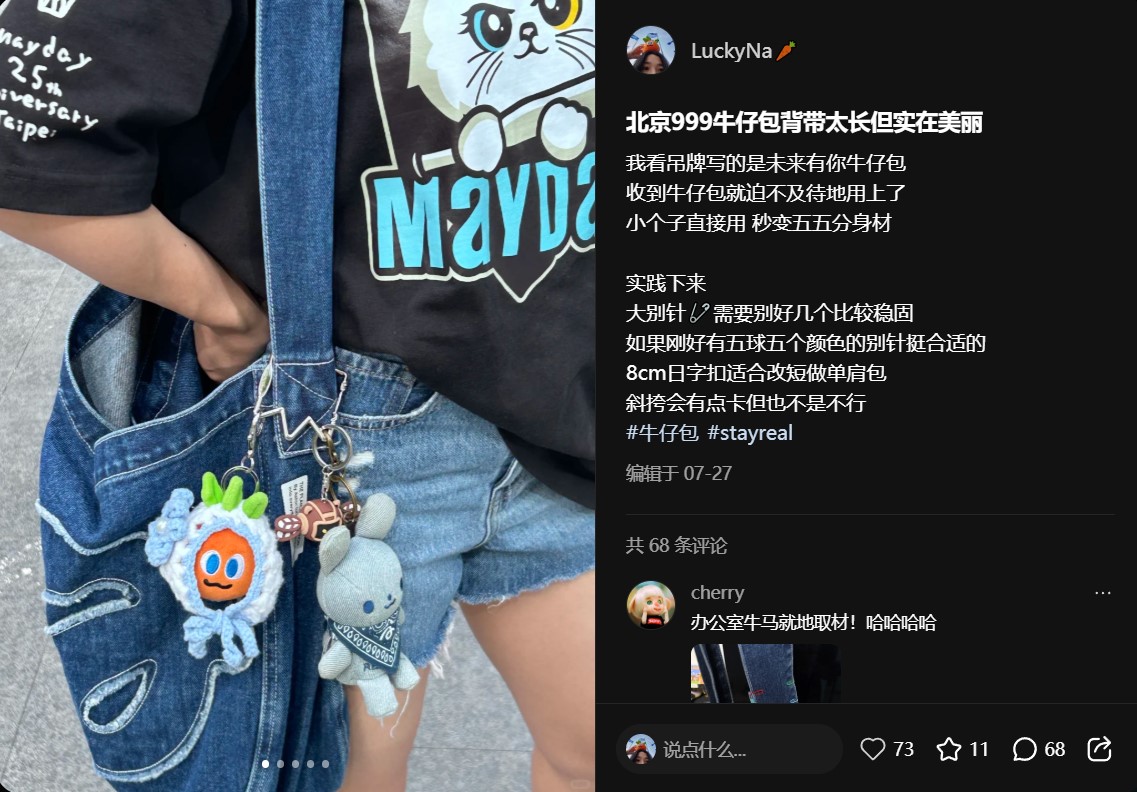 mayday
25th
Taipei
MAYDA
LuckyNa
北京999牛仔包背带太长但实在美丽
我看吊牌写的是未来有你牛仔包
收到牛仔包就迫不及待地用上了
小个子直接用 秒变五五分身材
实践下来
大别针🧷需要别好几个比较稳固
如果刚好有五球五个颜色的别针挺合适的
8cm日字扣适合改短做单肩包
斜挎会有点卡但也不是不行
#牛仔包 #stayreal
编辑于 07-27
共 68 条评论
cherry
办公室牛马就地取材！哈哈哈哈
说点什么...
73
11
68